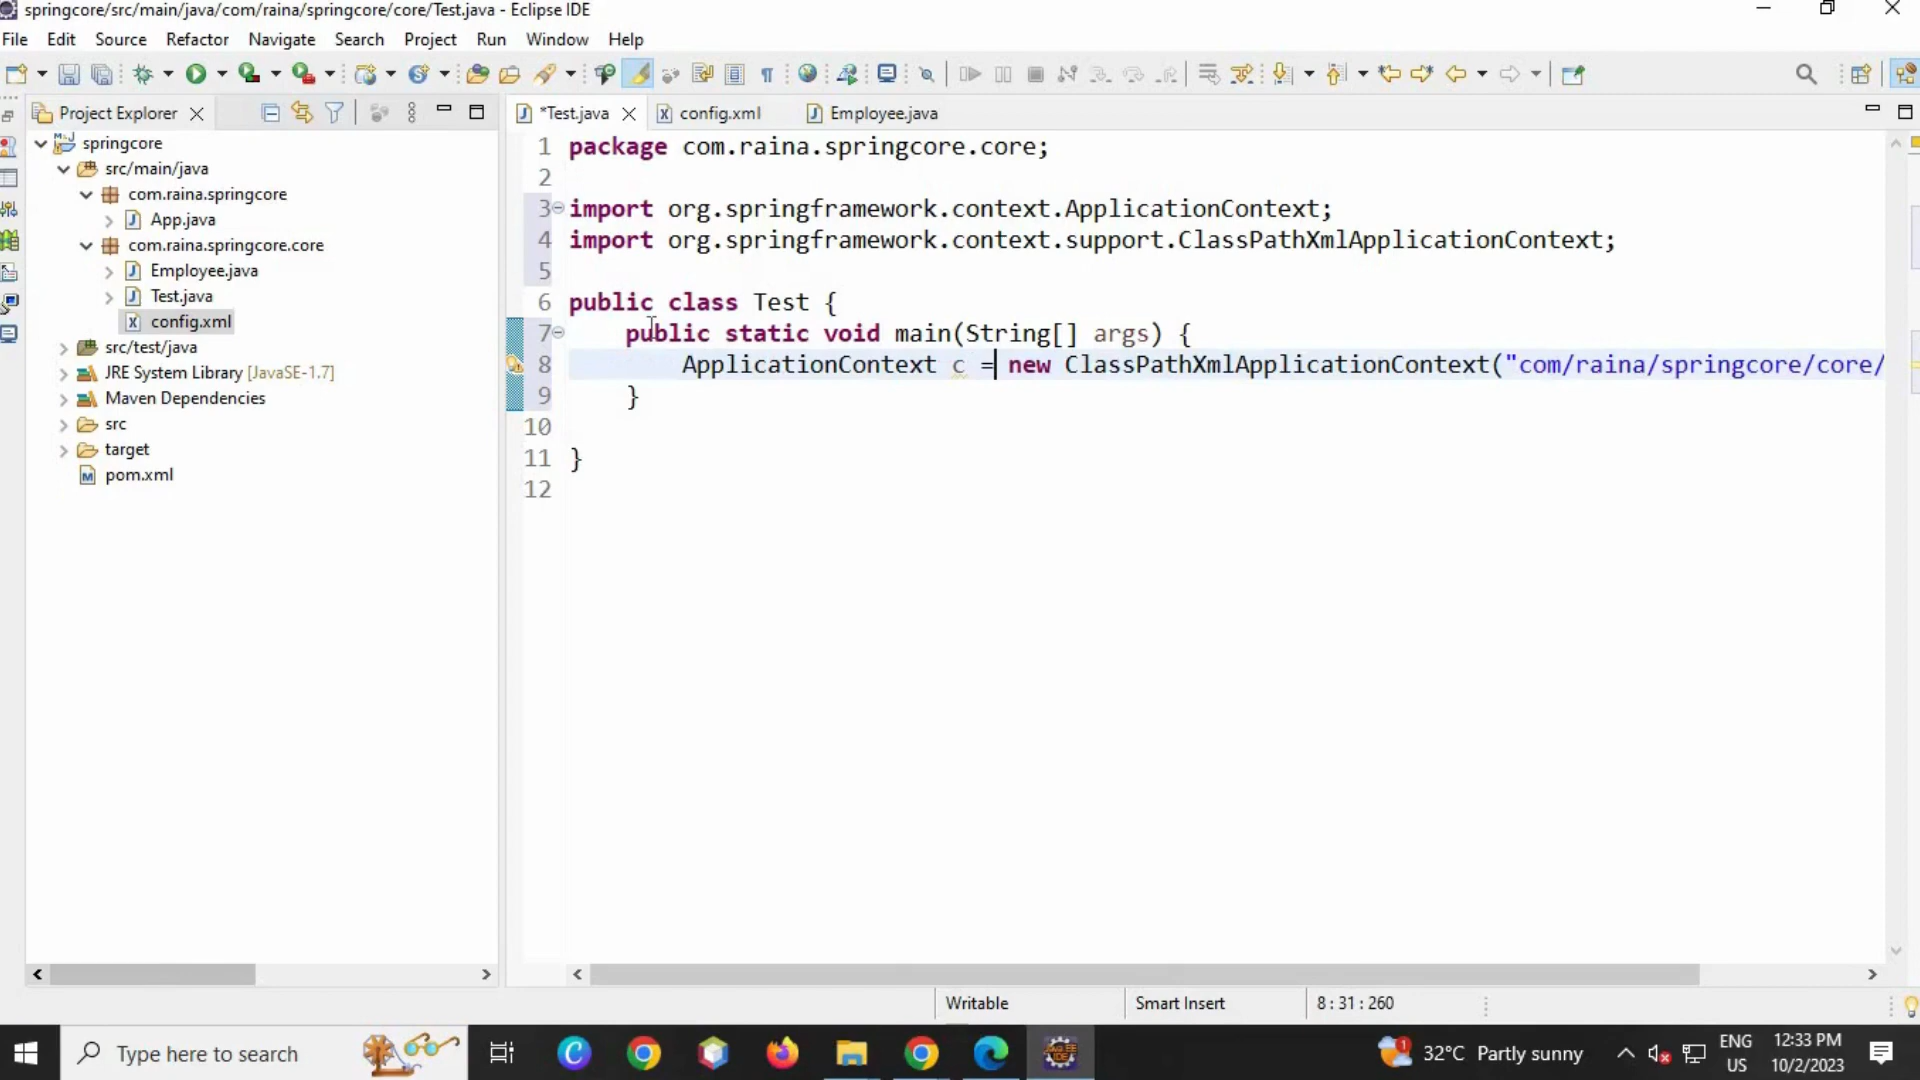 springcore/src/main/java/com/raina/springcore/core/Test.java - Eclipse IDE
File Edit Source Refactor Navigate Search Project Run Window Help
Project Explorer
*Test.java
config.xml
Employee.java
springcore
src/main/java
com.raina.springcore
App.java
com.raina.springcore.core
Employee.java
Test.java
config.xml
src/test/java
JRE System Library [JavaSE-1.7]
Maven Dependencies
src
target
pom.xml
1 package com.raina.springcore.core;
2
3 import org.springframework.context.ApplicationContext;
4 import org.springframework.context.support.ClassPathXmlApplicationContext;
5
6 public class Test {
7 public static void main(String[] args) {
8 ApplicationContext c = new ClassPathXmlApplicationContext("com/raina/springcore/core/
9 }
10
11 }
12
Writable
Smart Insert
8 : 31 : 260
Type here to search
32°C Partly sunny
ENG
US
12:33 PM
10/2/2023